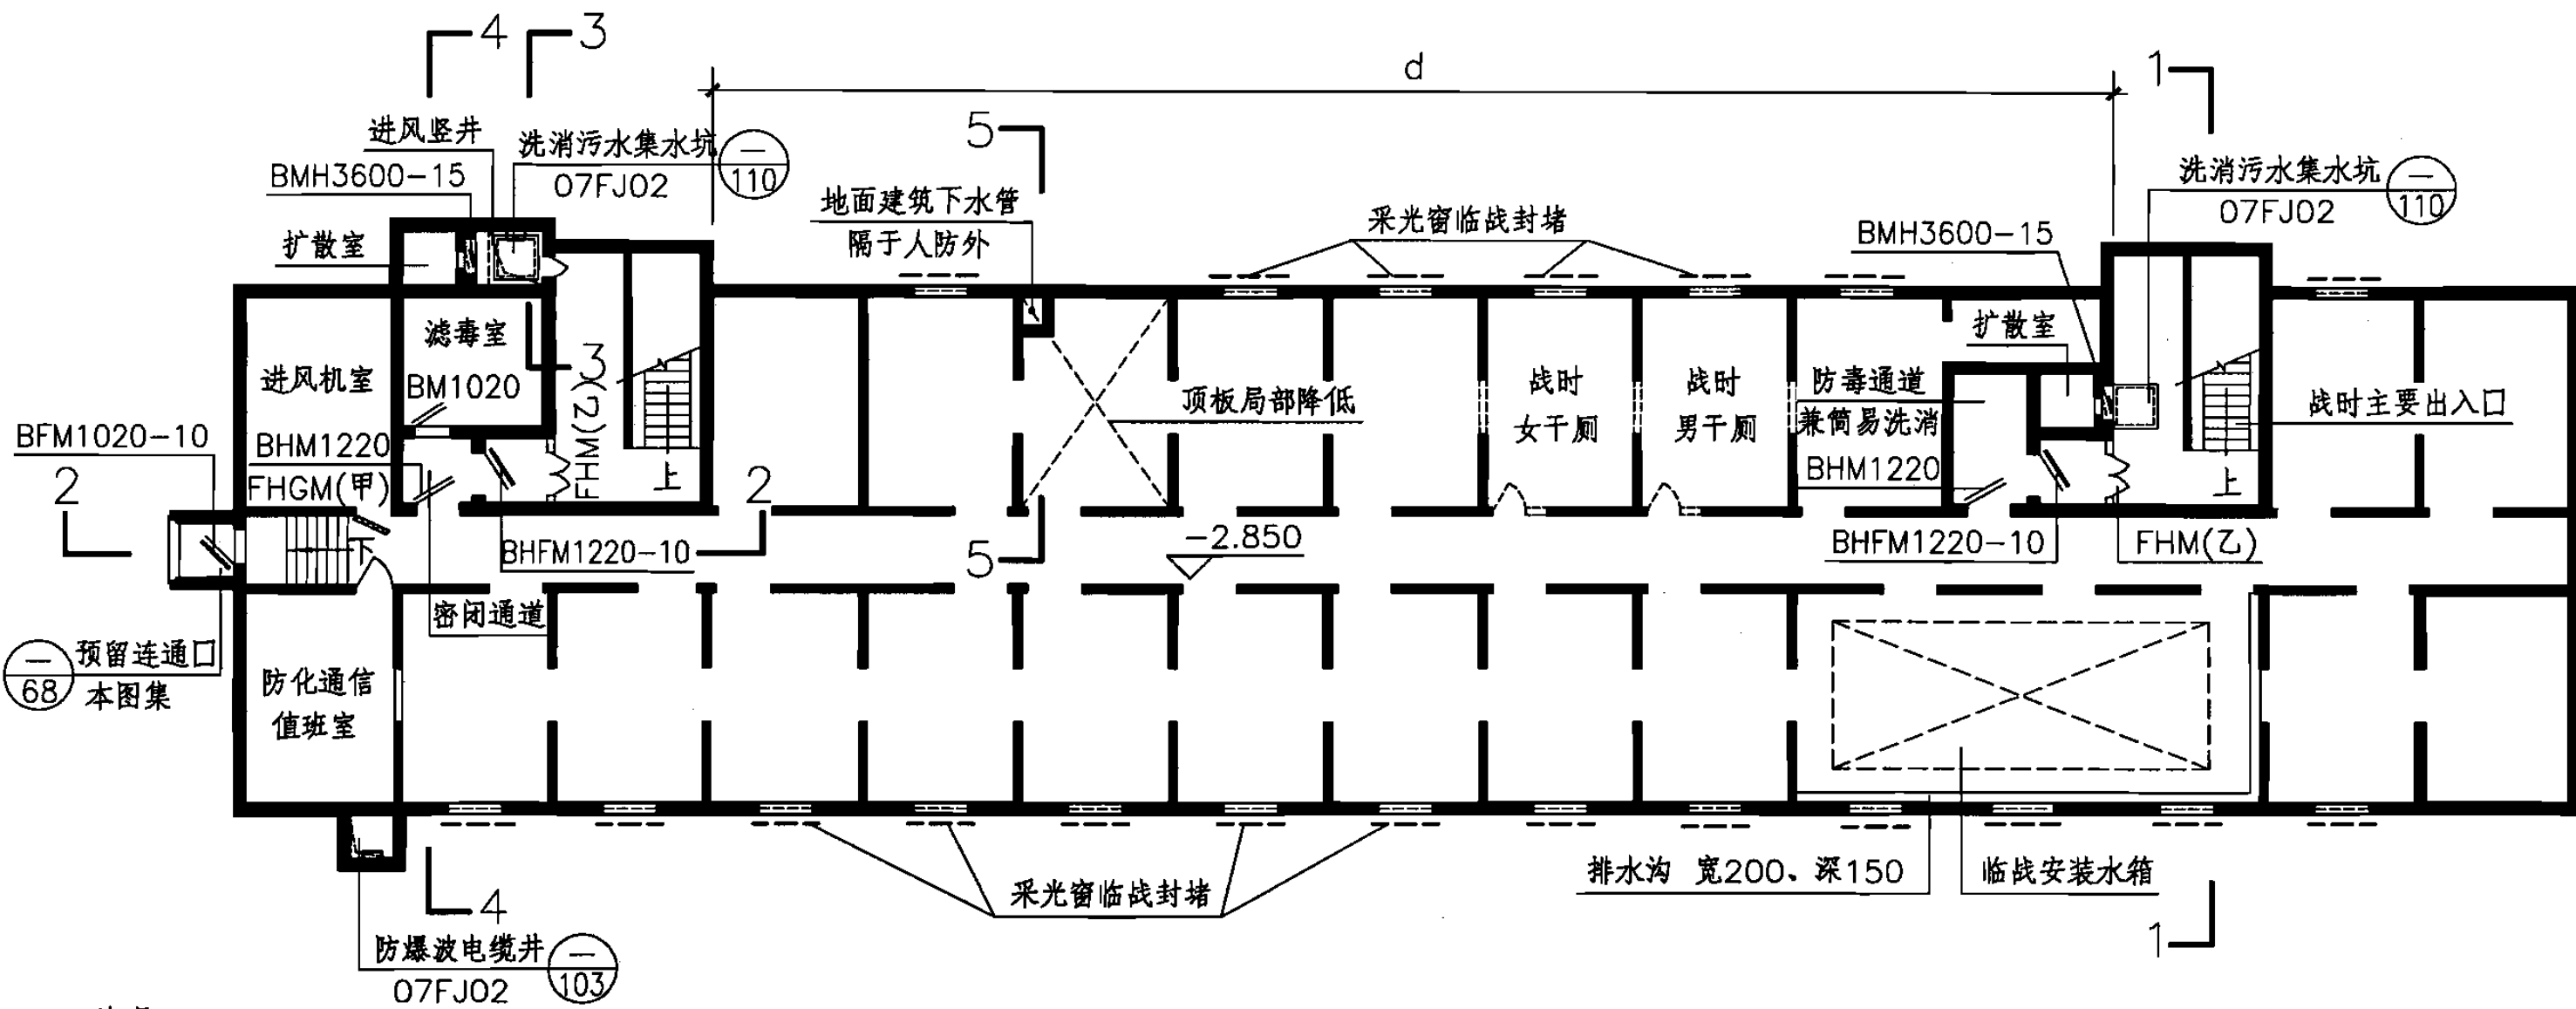 4
3
d
1
进风竖井
洗消污水集水坑
—
110
07FJ02
BMH3600-15
5
地面建筑下水管
隔于人防外
采光窗临战封堵
洗消污水集水坑
—
110
07FJ02
BMH3600-15
扩散室
滤毒室
3
进风机室
BM1020
FHM(乙)
上
BFM1020-10
BHM1220
2
FHGM(甲)
2
下
BHFM1220-10
顶板局部降低
战时
女干厕
战时
男干厕
防毒通道
兼简易洗消
BHM1220
扩散室
战时主要出入口
上
5
-2.850
BHFM1220-10
FHM(乙)
密闭通道
—
68
预留连通口
本图集
防化通信
值班室
采光窗临战封堵
排水沟 宽200、深150
临战安装水箱
4
1
防爆波电缆井
—
103
07FJ02